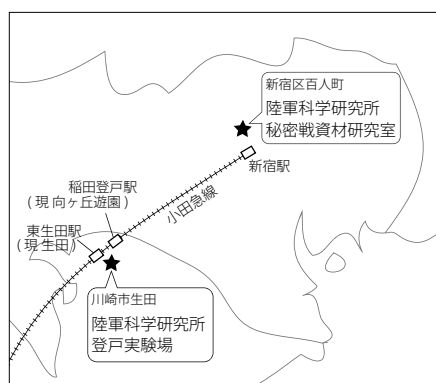 新宿区百人町
陸軍科学研究所
秘密戦資材研究室
新宿駅
小田急線
稲田登戸駅
( 現 向ヶ丘遊園 )
東生田駅
( 現 生田 )
川崎市生田
陸軍科学研究所
登戸実験場